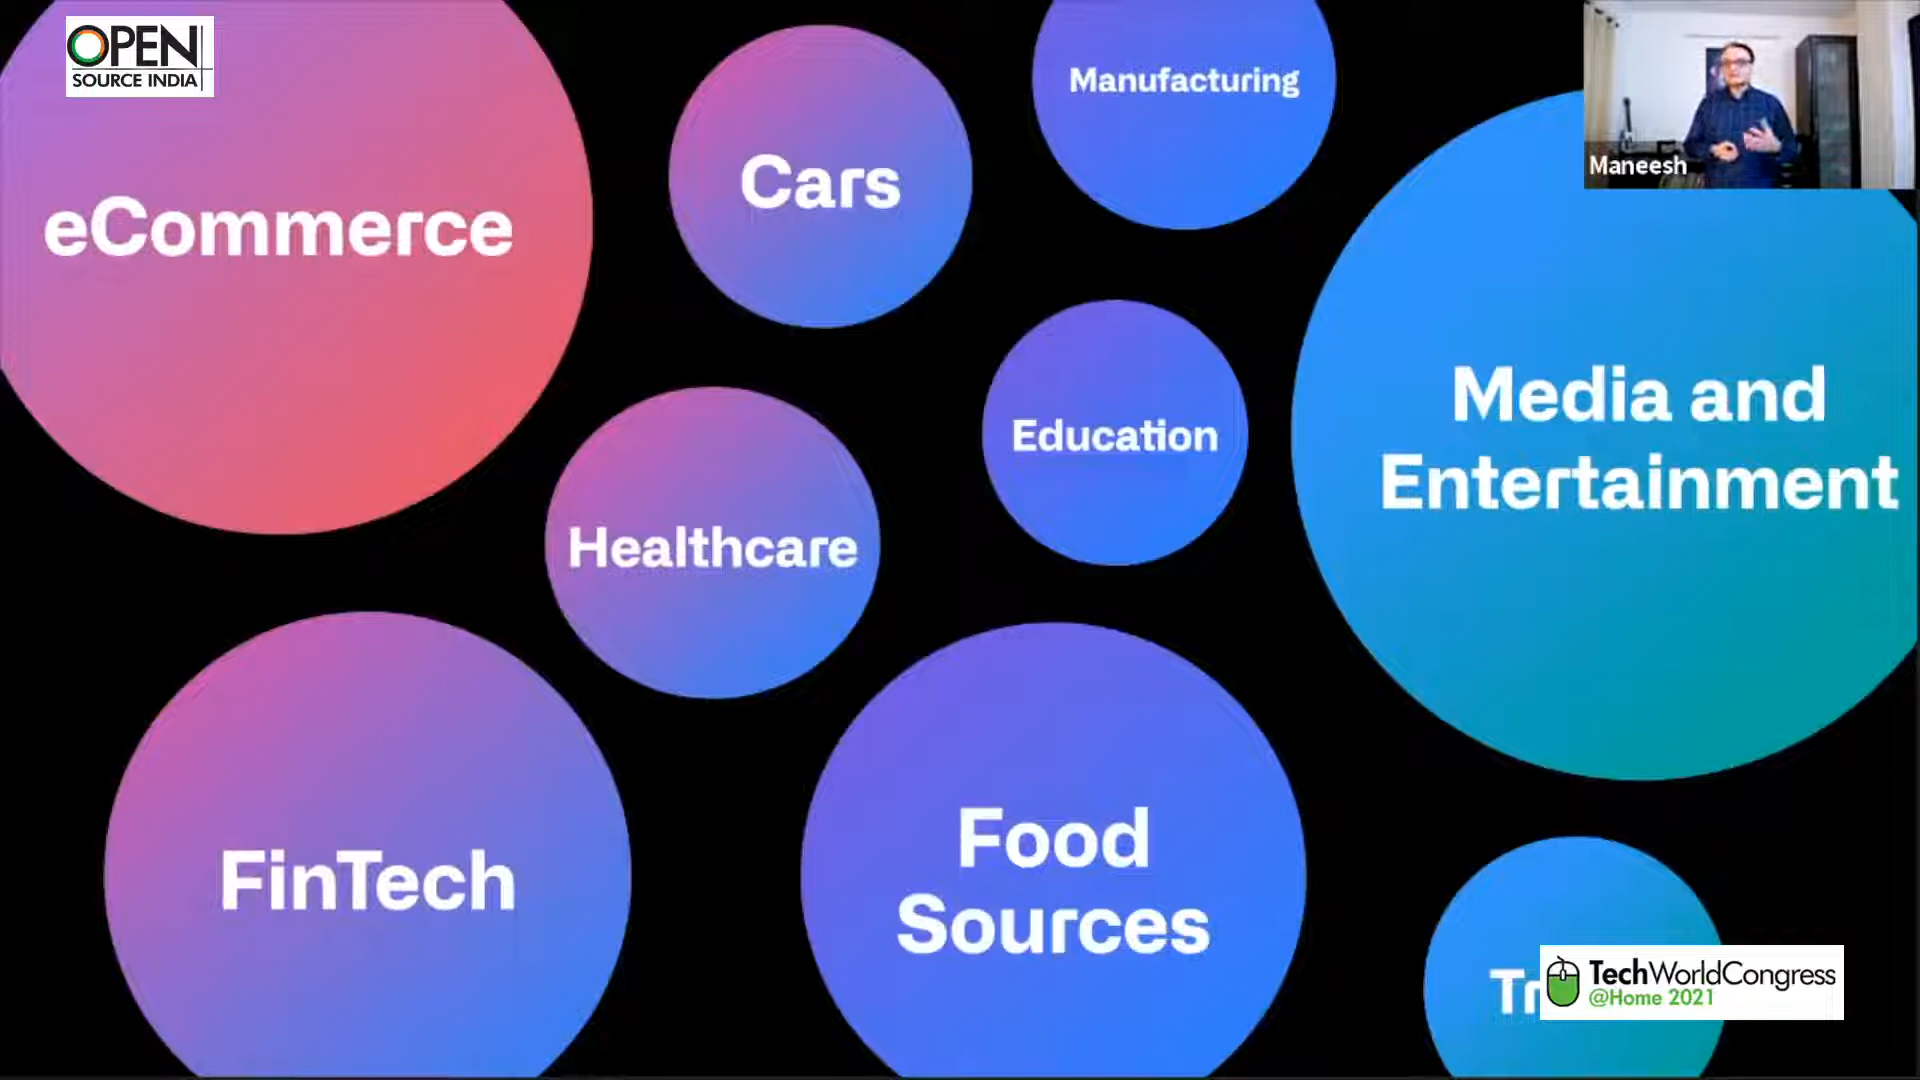 OPEN
SOURCE INDIA
eCommerce
Cars
Manufacturing
Maneesh
Media and
Entertainment
Education
Healthcare
FinTech
Food
Sources
TechWorldCongress
@Home 2021